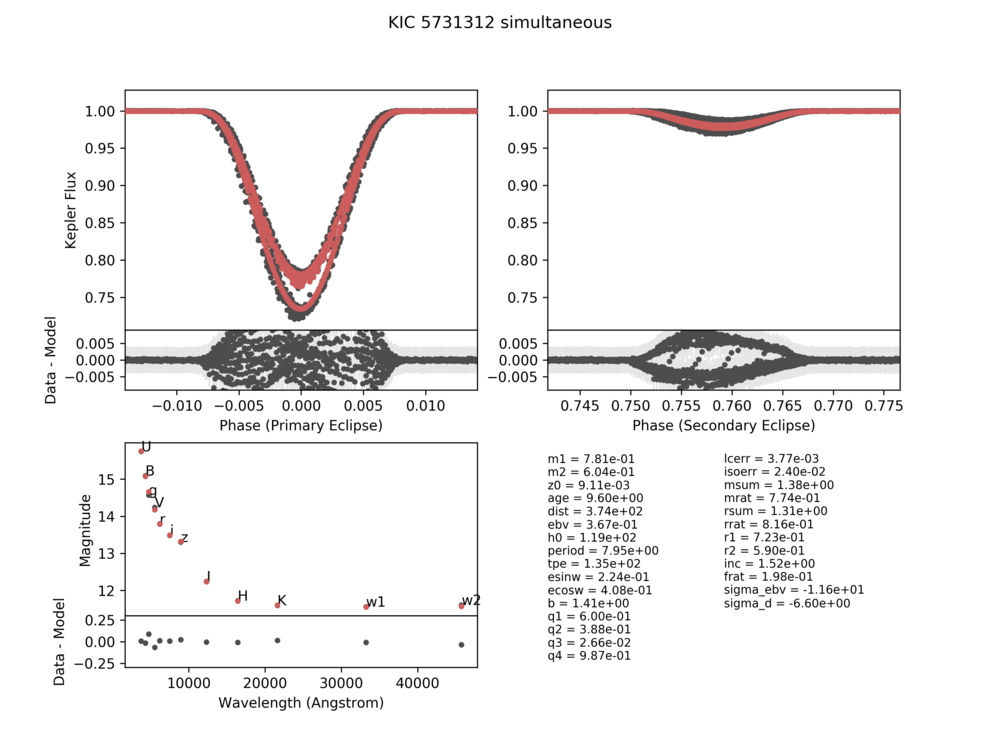 KIC 5731312 simultaneous
Kepler Flux
1.00
0.95
0.90
0.85
0.80
0.75
Data - Model
0.005
0.000
−0.005
−0.010 −0.005 0.000 0.005 0.010
Phase (Primary Eclipse)
1.00
0.95
0.90
0.85
0.80
0.75
0.005
0.000
−0.005
0.745 0.750 0.755 0.760 0.765 0.770 0.775
Phase (Secondary Eclipse)
Magnitude
15
14
13
12
U
B
g
V
r
i
z
J
H
K
w1
w2
Data - Model
0.25
0.00
−0.25
10000 20000 30000 40000
Wavelength (Angstrom)
m1 = 7.81e-01
m2 = 6.04e-01
z0 = 9.11e-03
age = 9.60e+00
dist = 3.74e+02
ebv = 3.67e-01
h0 = 1.19e+02
period = 7.95e+00
tpe = 1.35e+02
esinw = 2.24e-01
ecosw = 4.08e-01
b = 1.41e+00
q1 = 6.00e-01
q2 = 3.88e-01
q3 = 2.66e-02
q4 = 9.87e-01
lcerr = 3.77e-03
isoerr = 2.40e-02
msum = 1.38e+00
mrat = 7.74e-01
rsum = 1.31e+00
rrat = 8.16e-01
r1 = 7.23e-01
r2 = 5.90e-01
inc = 1.52e+00
frat = 1.98e-01
sigma_ebv = -1.16e+01
sigma_d = -6.60e+00